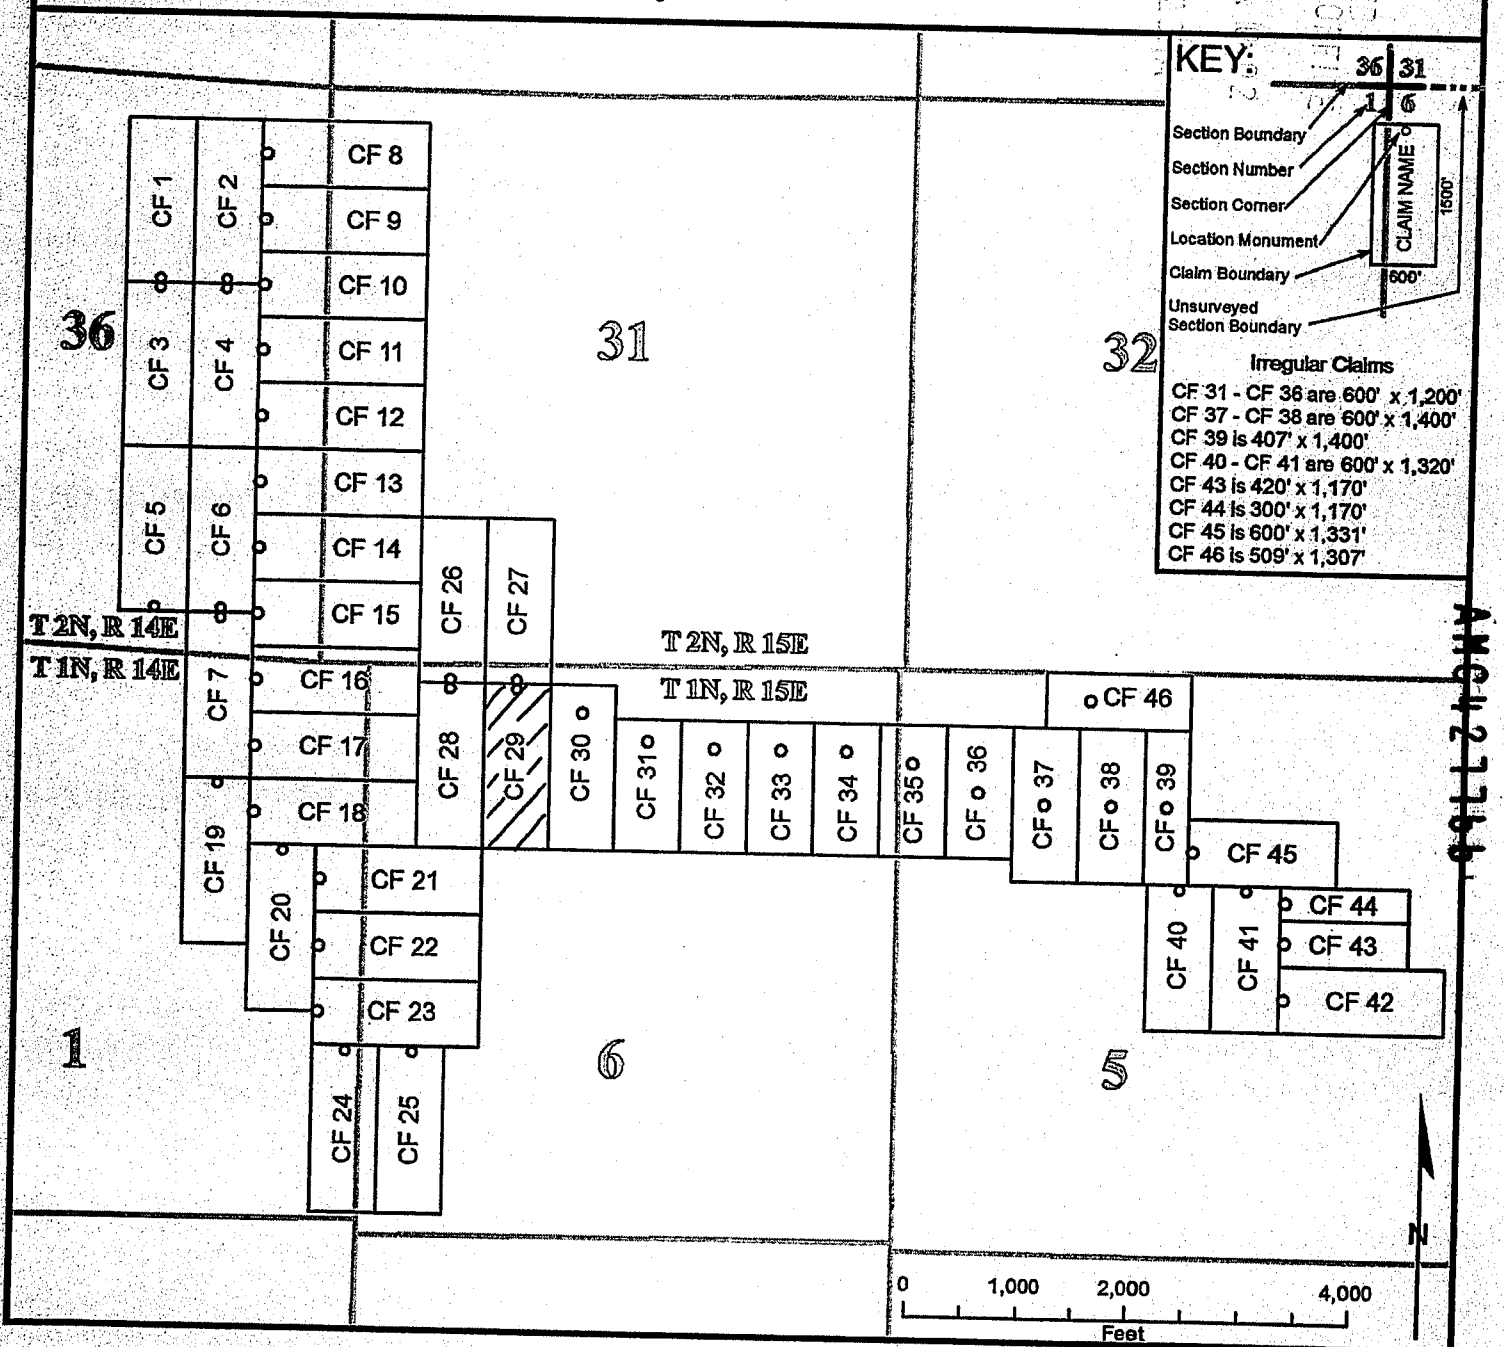 KEY:
36 31
1 6
Section Boundary
Section Number
Section Corner
Location Monument
Claim Boundary
Unsurveyed
Section Boundary
CLAIM NAME
1500'
600'
Irregular Claims
CF 31 - CF 36 are 600' x 1,200'
CF 37 - CF 38 are 600' x 1,400'
CF 39 is 407' x 1,400'
CF 40 - CF 41 are 600' x 1,320'
CF 43 is 420' x 1,170'
CF 44 is 300' x 1,170'
CF 45 is 600' x 1,331'
CF 46 is 509' x 1,307'
CF 1
CF 2
CF 8
CF 9
CF 10
CF 11
CF 12
CF 3
CF 4
36
31
32
CF 13
CF 14
CF 15
CF 5
CF 6
CF 26
CF 27
T 2N, R 14E
T 2N, R 15E
T 1N, R 14E
T 1N, R 15E
CF 7
CF 16
CF 17
CF 18
CF 28
CF 29
CF 30
CF 31
CF 32
CF 33
CF 34
CF 35
CF 36
CF 37
CF 38
CF 39
CF 46
CF 19
CF 20
CF 21
CF 22
CF 23
CF 45
CF 44
CF 43
CF 42
CF 40
CF 41
1
6
5
CF 24
CF 25
N
0 1,000 2,000 4,000
Feet